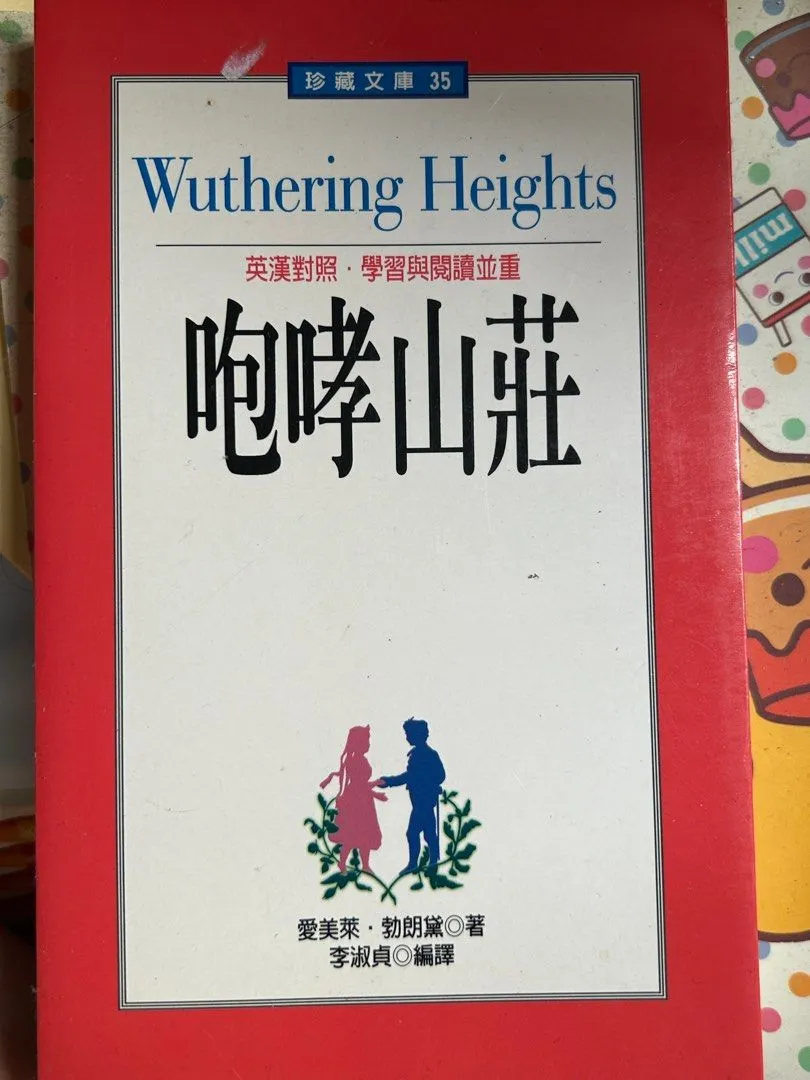 珍藏文庫 35
Wuthering Heights
英漢對照·學習與閱讀並重
咆哮山莊
愛美萊·勃朗黛◎著
李淑貞◎編譯
milk